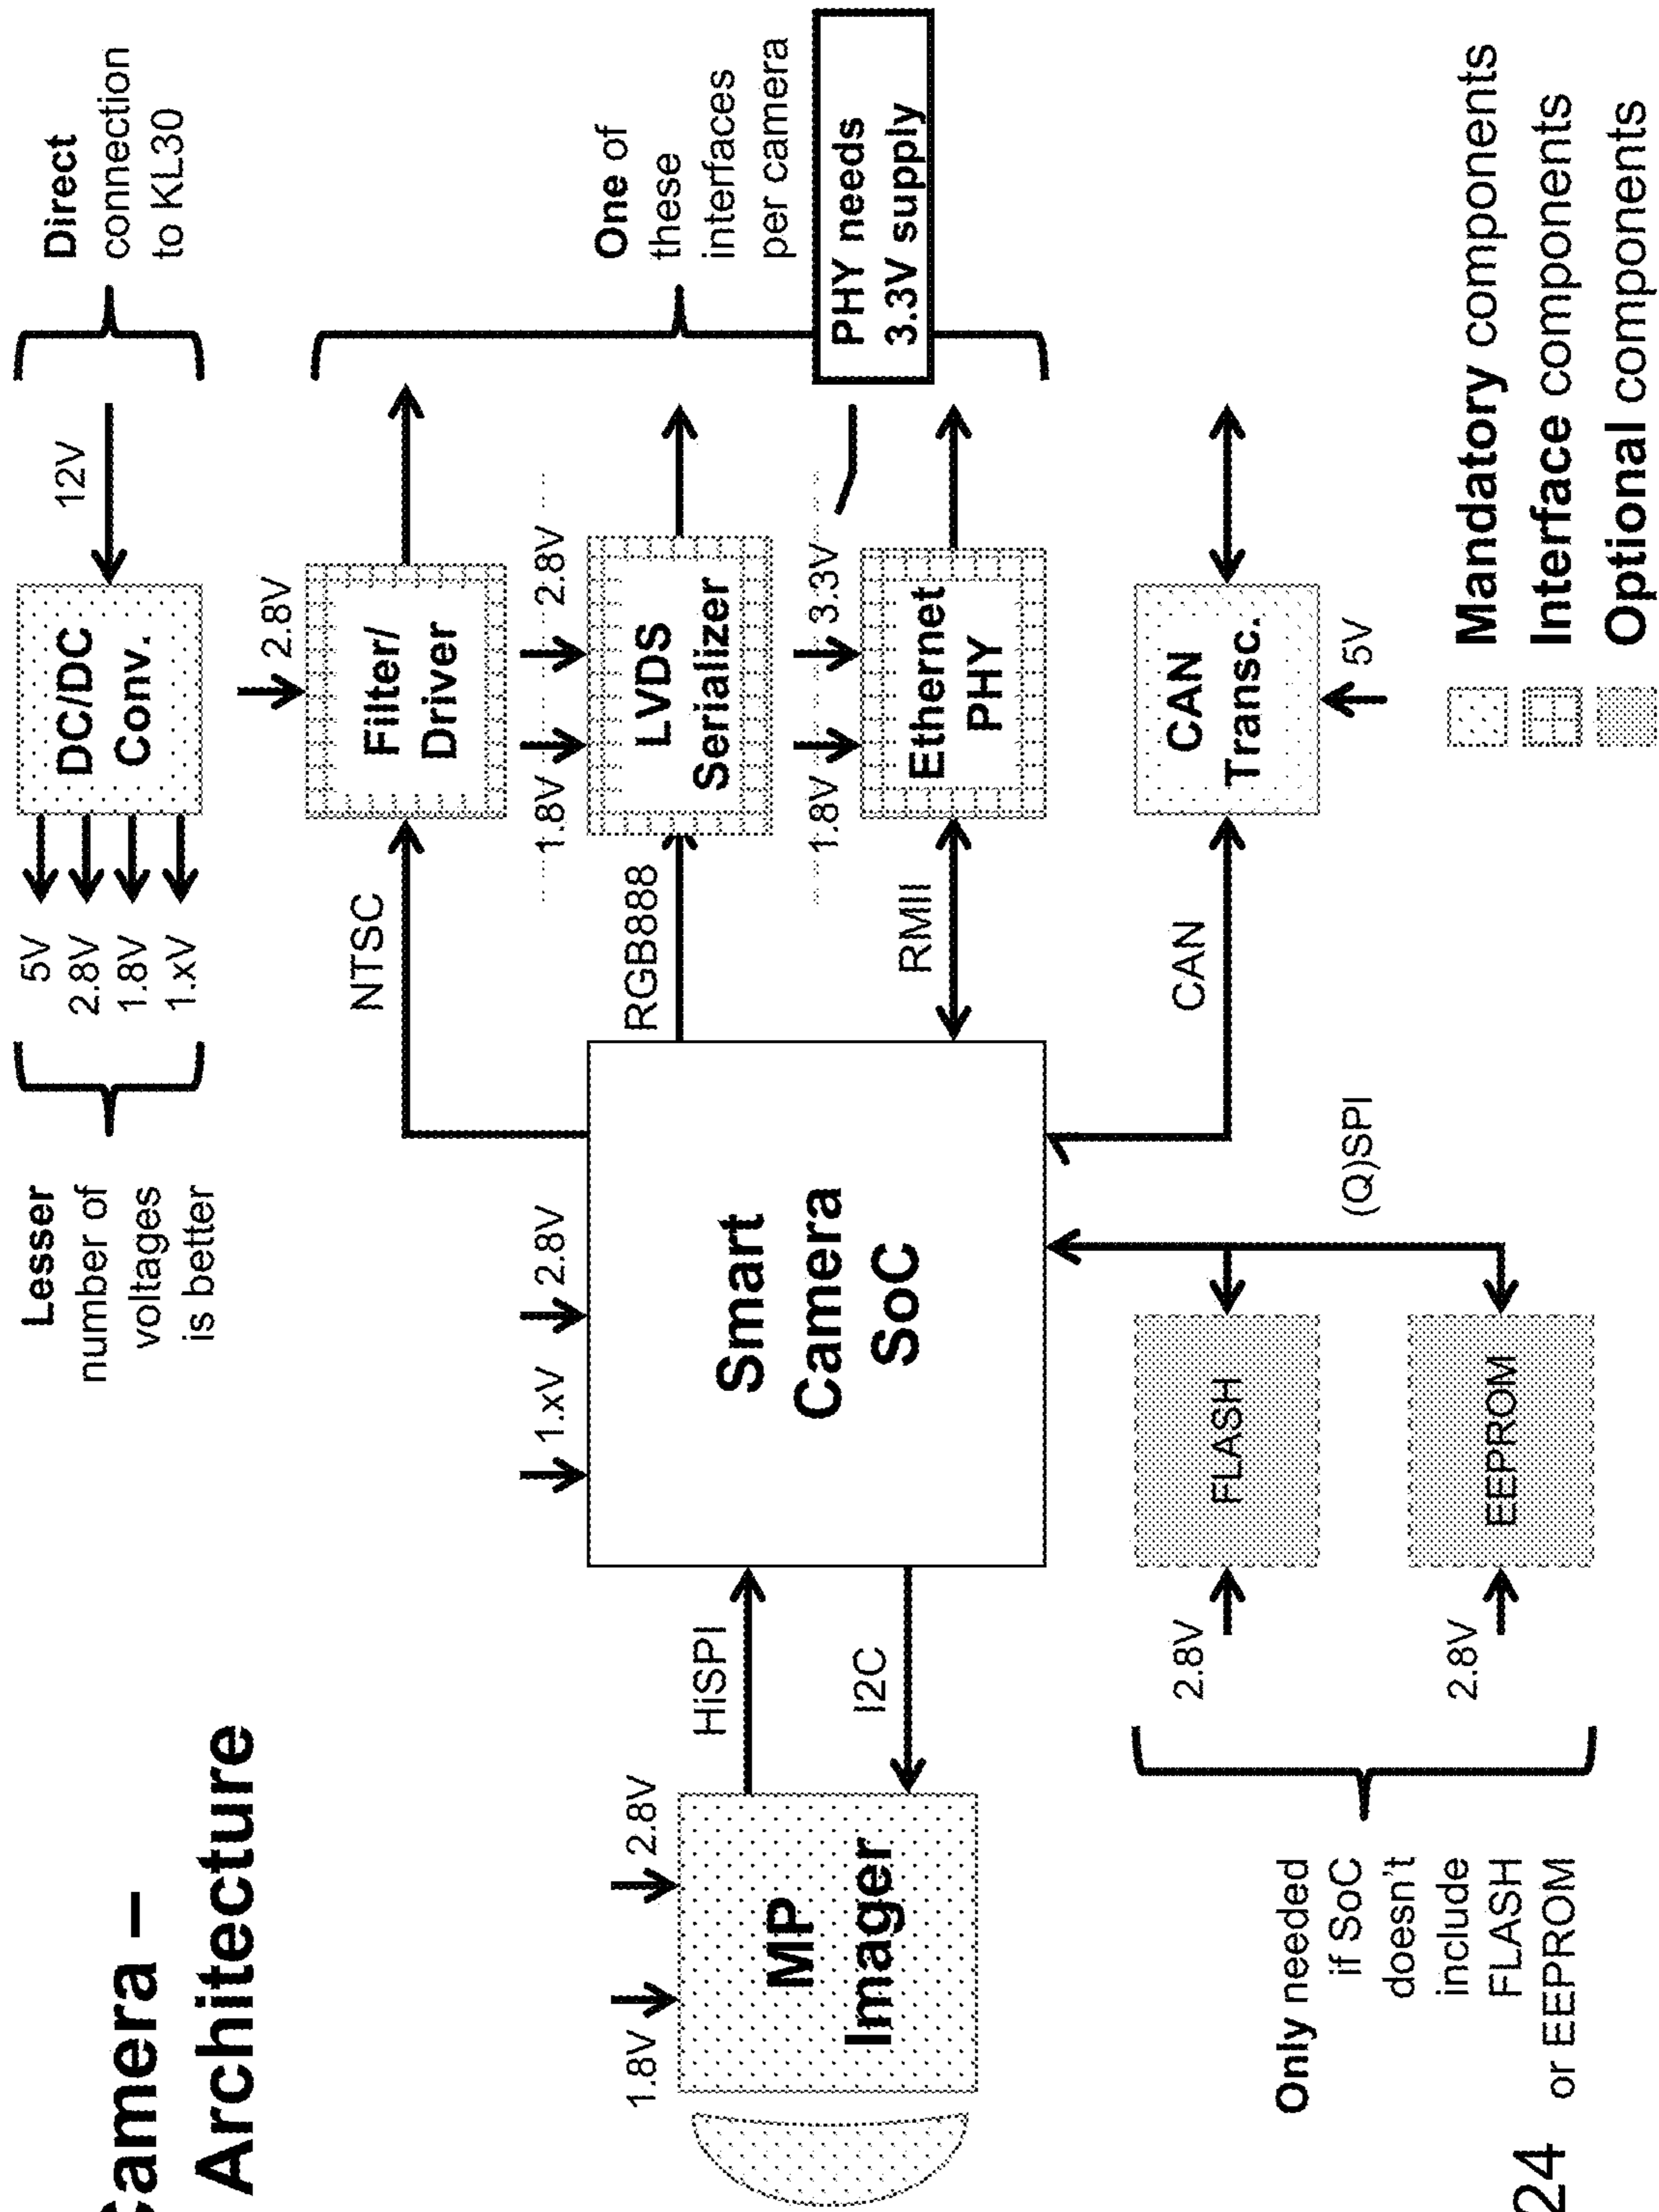 Camera –
Architecture
Lesser
number of
voltages
is better
5V
2.8V
1.8V
1.xV
DC/DC
Conv.
12V
Direct
connection
to KL30
NTSC
2.8V
Filter/
Driver
One of
these
interfaces
per camera
1.8V
2.8V
RGB888
LVDS
Serializer
1.8V
3.3V
PHY needs
3.3V supply
RMII
Ethernet
PHY
1.xV
2.8V
Smart
Camera
SoC
1.8V
2.8V
MP
Imager
HiSPI
I2C
CAN
CAN
Transc.
5V
(Q)SPI
2.8V
FLASH
2.8V
EEPROM
Only needed
if SoC
doesn't
include
FLASH
or EEPROM
Mandatory components
Interface components
Optional components
24